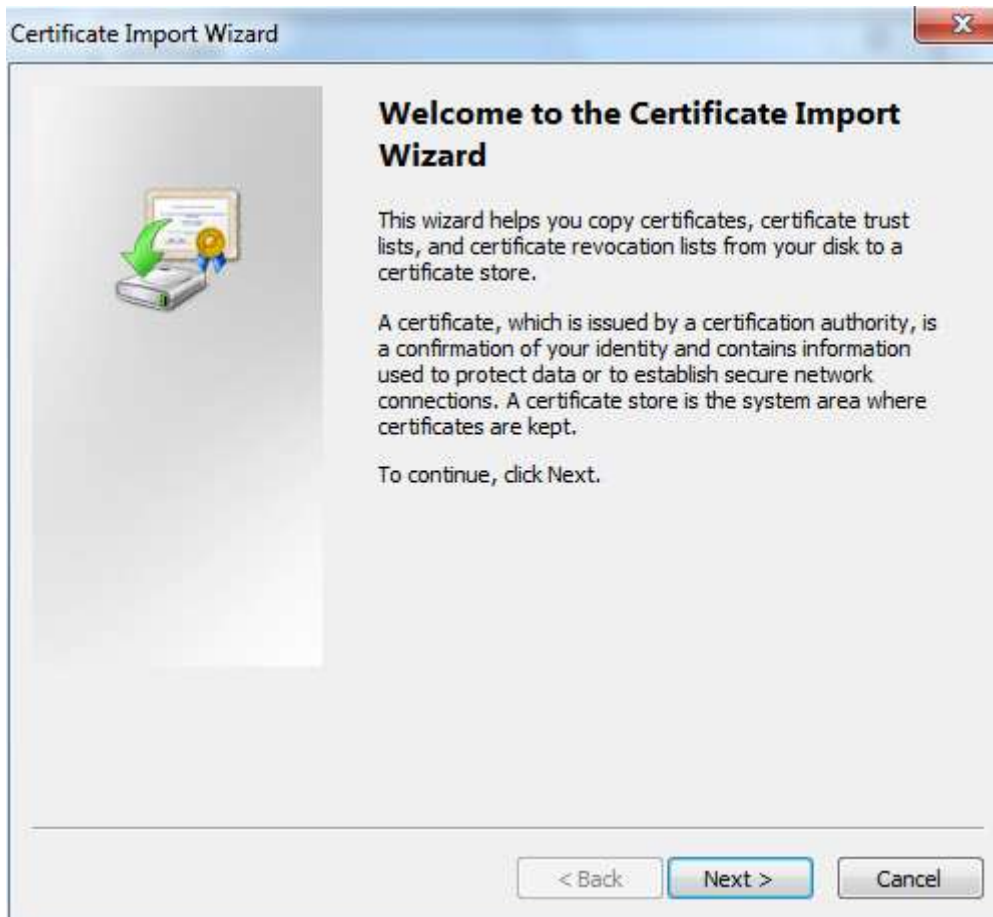 Certificate Import Wizard
Welcome to the Certificate Import
Wizard
This wizard helps you copy certificates, certificate trust
lists, and certificate revocation lists from your disk to a
certificate store.
A certificate, which is issued by a certification authority, is
a confirmation of your identity and contains information
used to protect data or to establish secure network
connections. A certificate store is the system area where
certificates are kept.
To continue, click Next.
< Back Next > Cancel